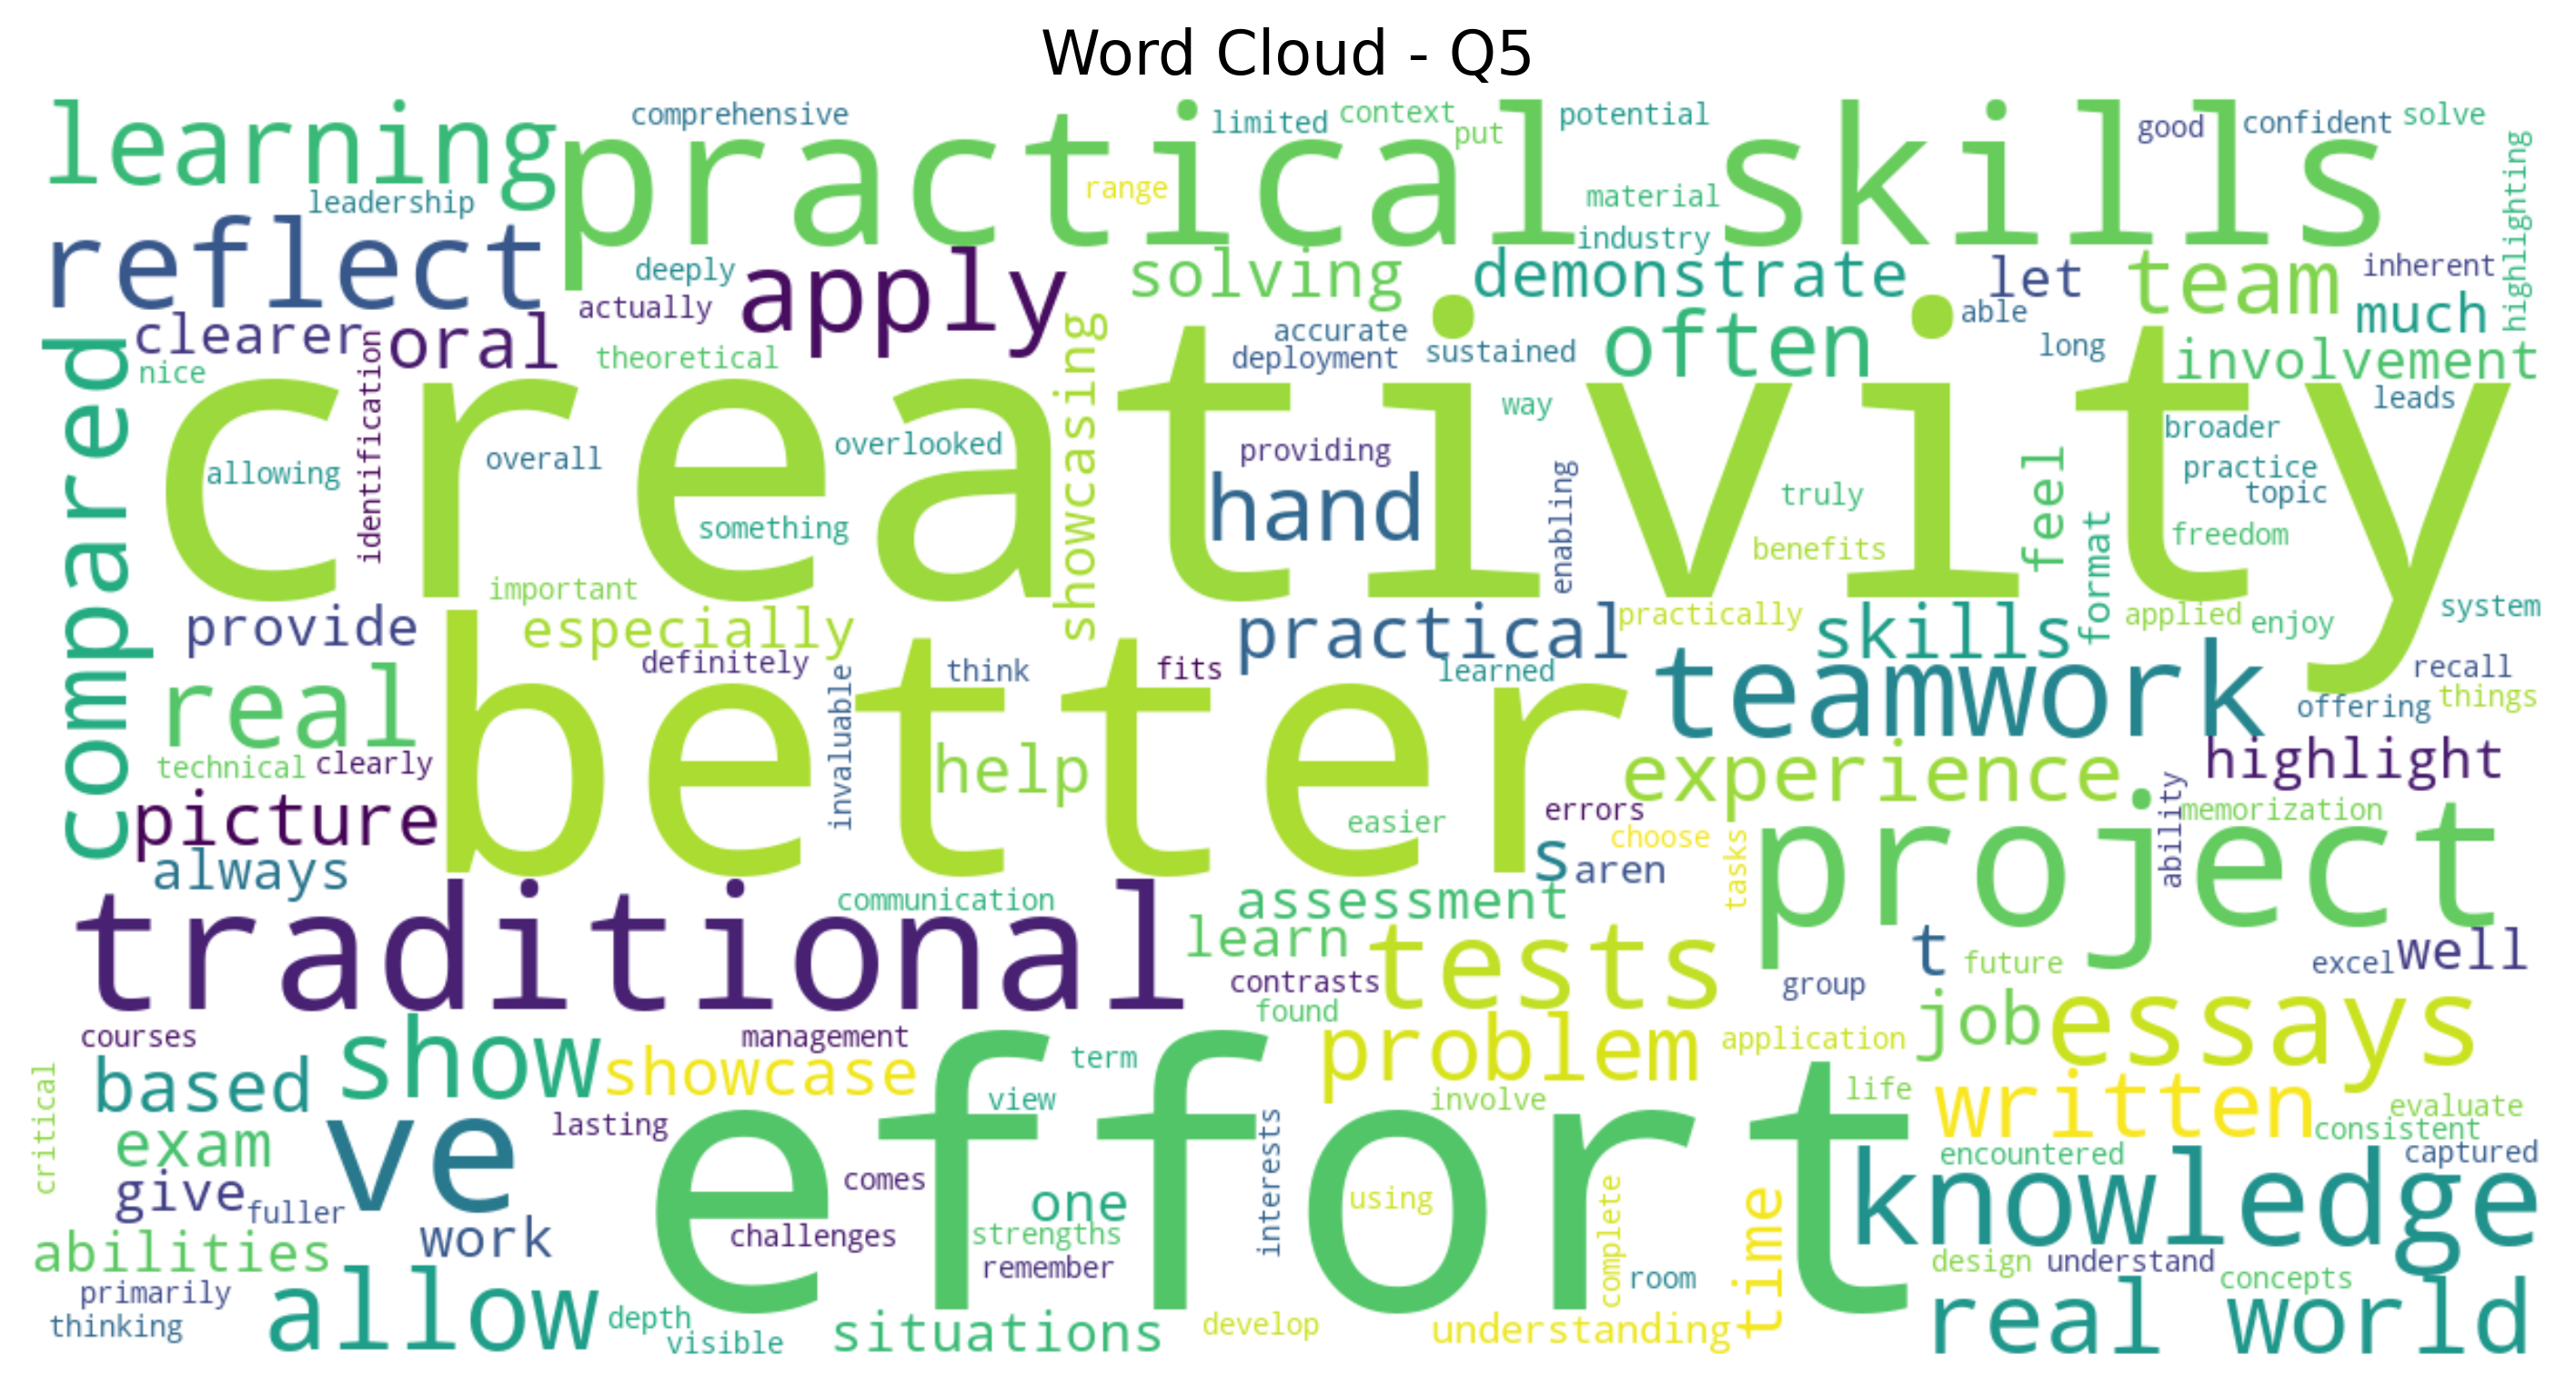 Word Cloud - Q5
learning
comprehensive
practical skills
limited
context
put
potential
good
confident
solve
highlighting
leadership
range
material
industry
reflect
deeply
actually
apply
solving
demonstrate
let
able
team
inherent
much
clearer
oral
identification
nice
theoretical
showcasing
accurate
deployment
sustained
often
long
involvement
compared
creativity
allowing
overall
overlooked
something
way
providing
hand
enabling
truly
benefits
feel
format
leads
broader
practice
topic
freedom
important
provide
especially
definitely
practical
practically
skills
applied
enjoy
system
real
better
invaluable
think
fits
learned
teamwork
recall
offering
things
technical
clearly
help
experience
highlight
picture
easier
errors
choose
tasks
project
ability
memorization
always
s
aren
traditional
communication
assessment
learn
tests
contrasts
found
t
future
group
excel
well
courses
show
management
term
problem
application
job
essays
based
showcase
view
involve
life
written
evaluate
consistent
critical
exam
ve
lasting
effort
interests
encountered
captured
give
fuller
comes
one
using
complete
time
knowledge
work
challenges
strengths
remember
abilities
room
design
understand
concepts
primarily
thinking
allow
depth
visible
situations
develop
understanding
real world